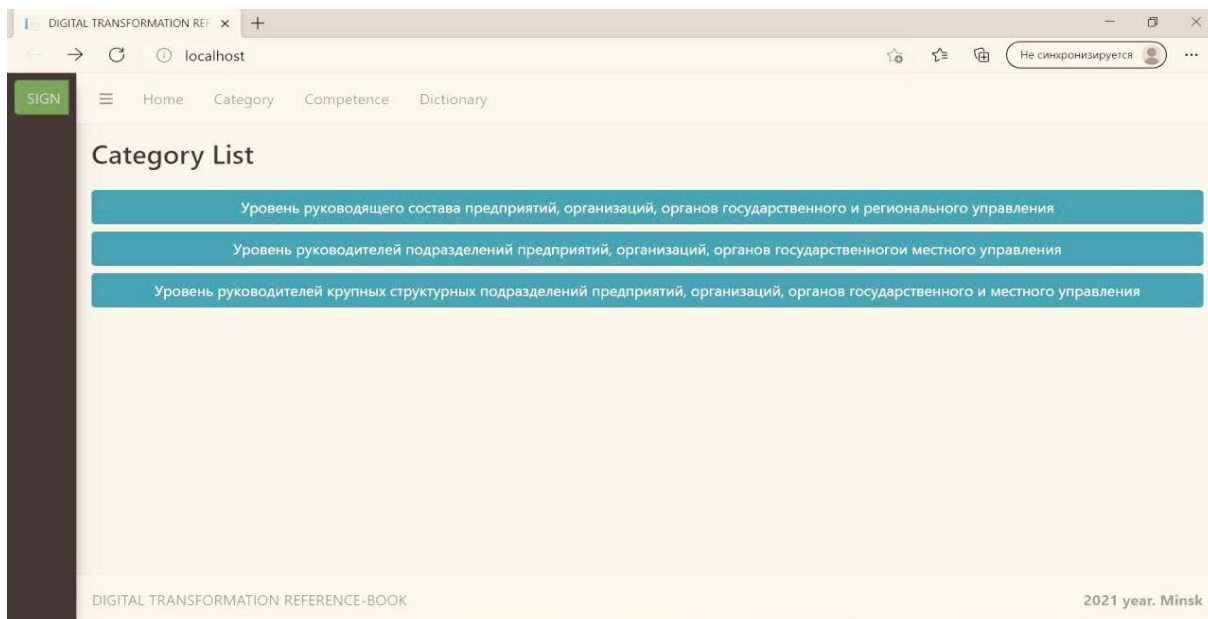 DIGITAL TRANSFORMATION REF
localhost
Не синхронизируется
SIGN
Home Category Competence Dictionary
Category List
Уровень руководящего состава предприятий, организаций, органов государственного и регионального управления
Уровень руководителей подразделений предприятий, организаций, органов государственногои местного управления
Уровень руководителей крупных структурных подразделений предприятий, организаций, органов государственного и местного управления
DIGITAL TRANSFORMATION REFERENCE-BOOK 2021 year. Minsk